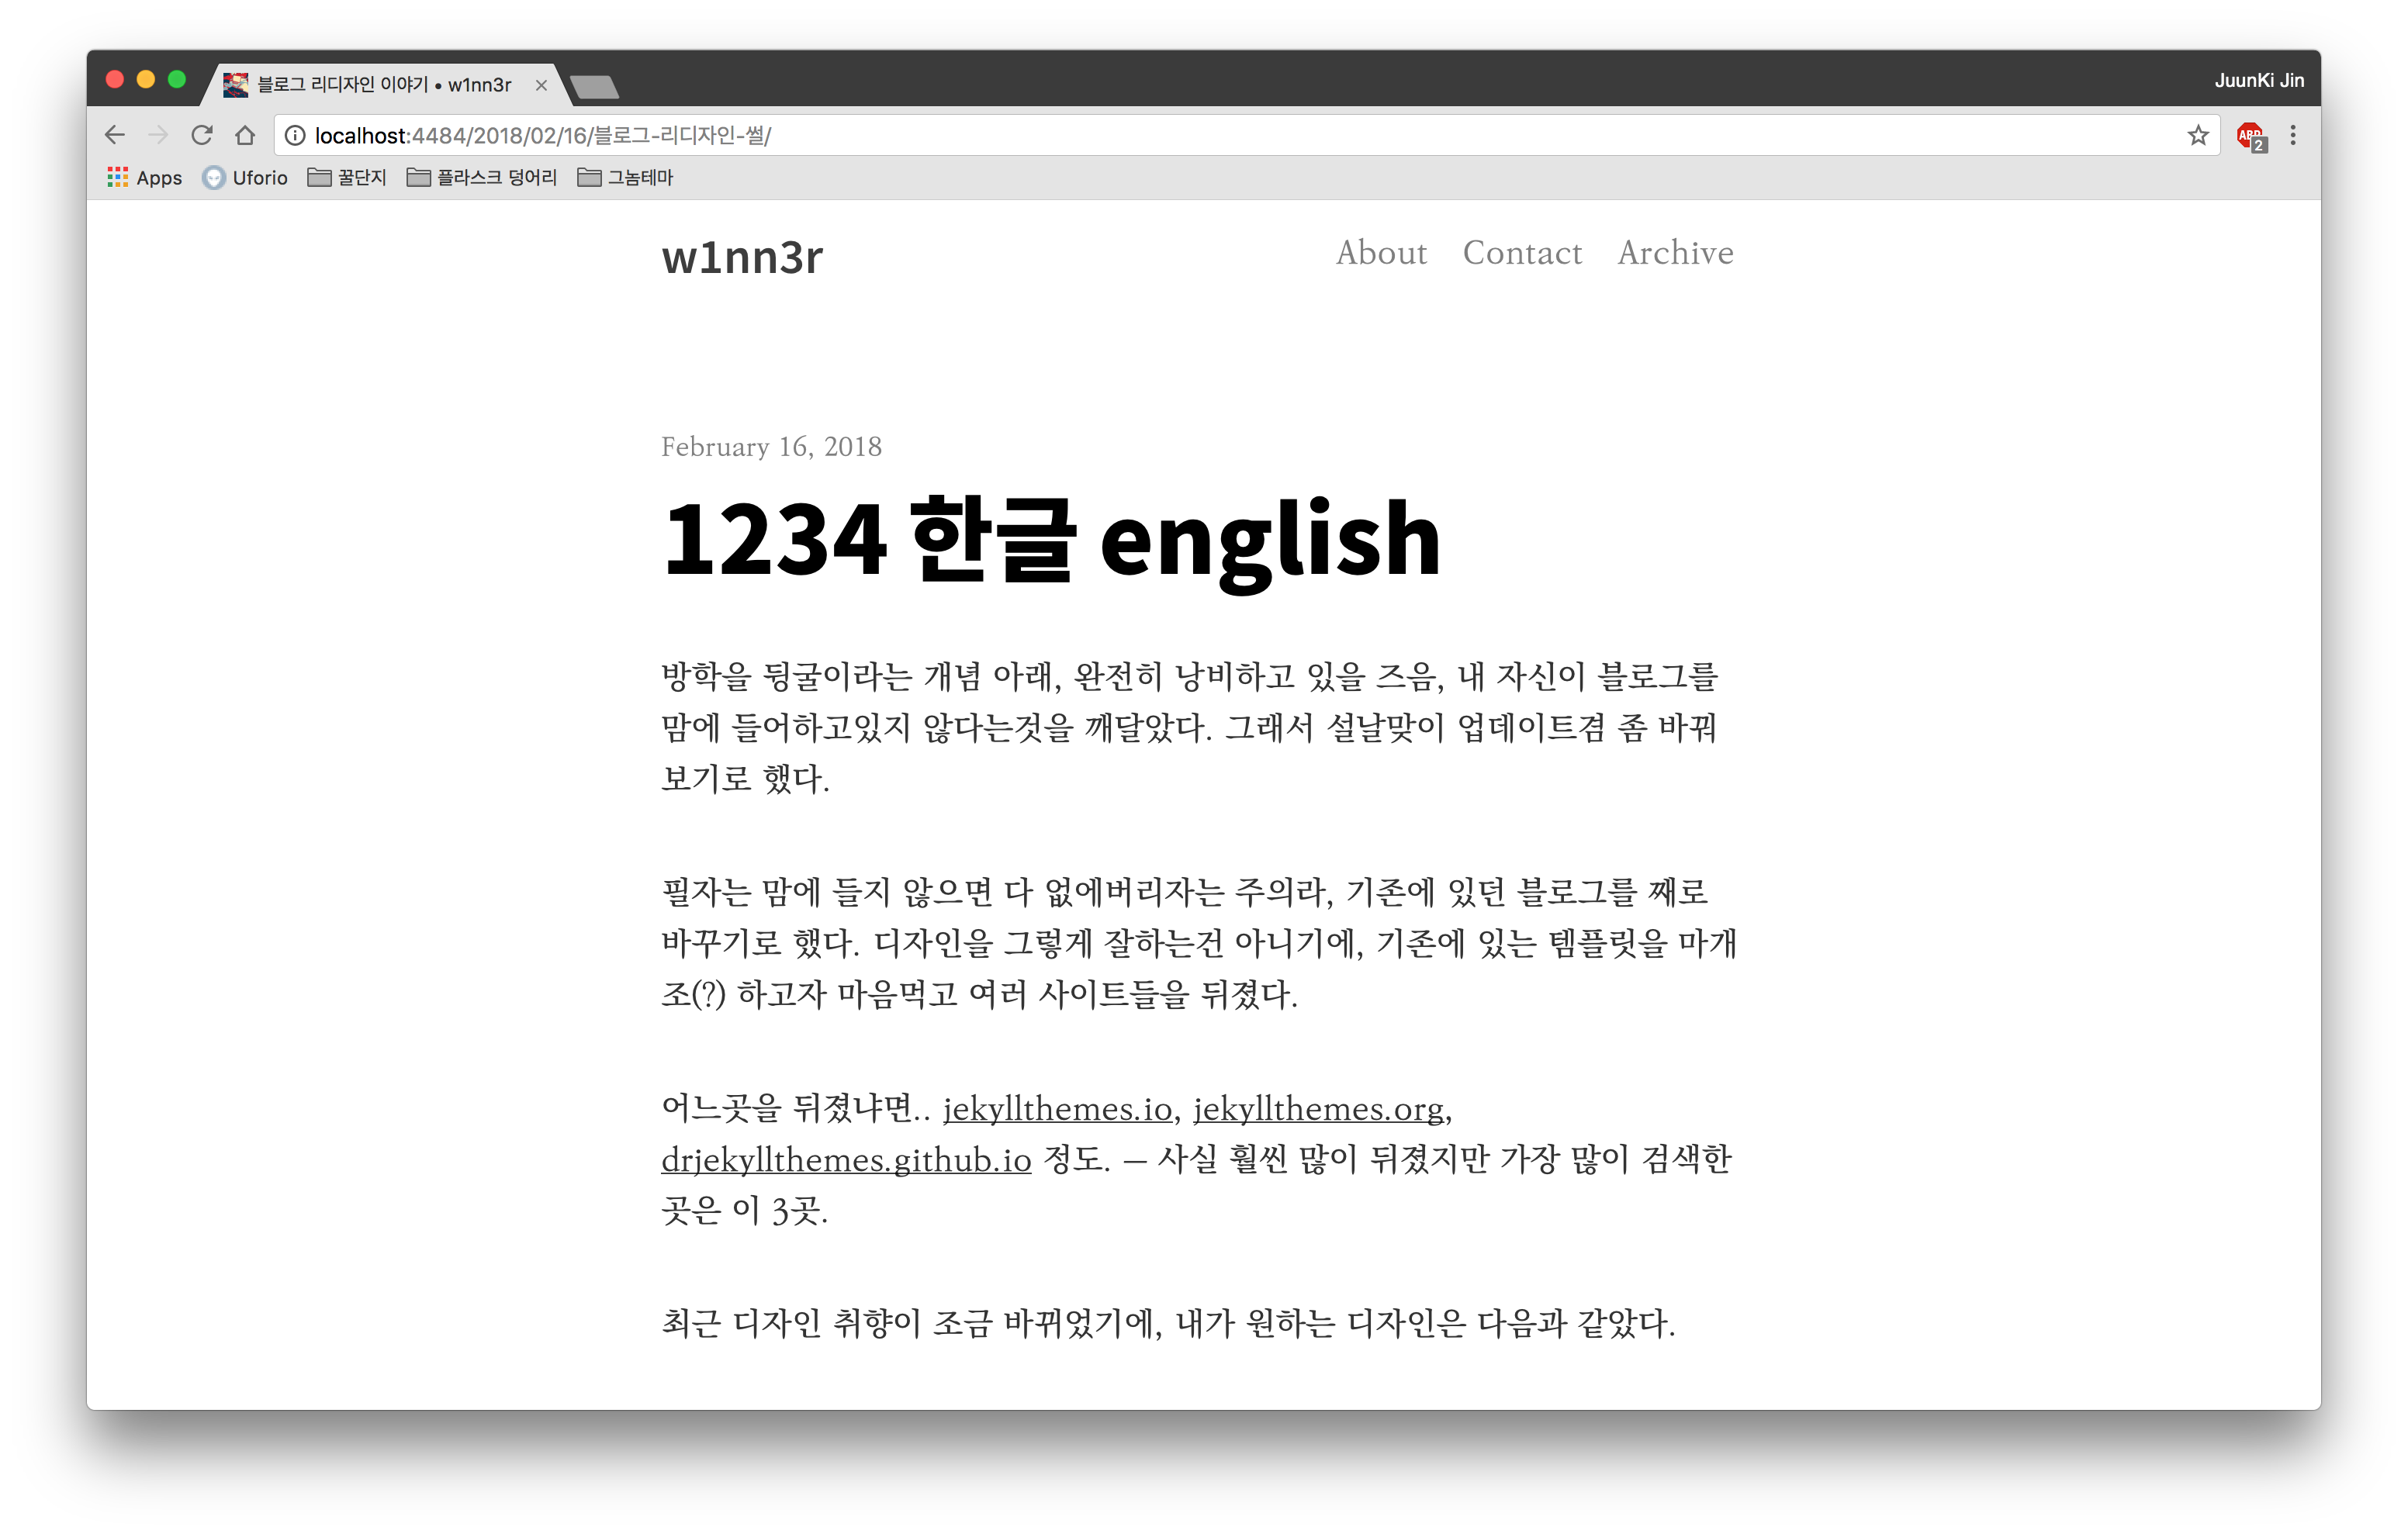 블로그 리디자인 이야기 • w1nn3r
JuunKi Jin
localhost:4484/2018/02/16/블로그-리디자인-썰/
ABP
2
Apps Uforio 꿀단지 플라스크 덩어리 그놈테마
w1nn3r
About Contact Archive
February 16, 2018
1234 한글 english
방학을 뒹굴이라는 개념 아래, 완전히 낭비하고 있을 즈음, 내 자신이 블로그를
맘에 들어하고있지 않다는것을 깨달았다. 그래서 설날맞이 업데이트겸 좀 바꿔
보기로 했다.
필자는 맘에 들지 않으면 다 없에버리자는 주의라, 기존에 있던 블로그를 째로
바꾸기로 했다. 디자인을 그렇게 잘하는건 아니기에, 기존에 있는 템플릿을 마개
조(?) 하고자 마음먹고 여러 사이트들을 뒤졌다.
어느곳을 뒤졌냐면.. jekyllthemes.io, jekyllthemes.org,
drjekyllthemes.github.io 정도. — 사실 훨씬 많이 뒤졌지만 가장 많이 검색한
곳은 이 3곳.
최근 디자인 취향이 조금 바뀌었기에, 내가 원하는 디자인은 다음과 같았다.